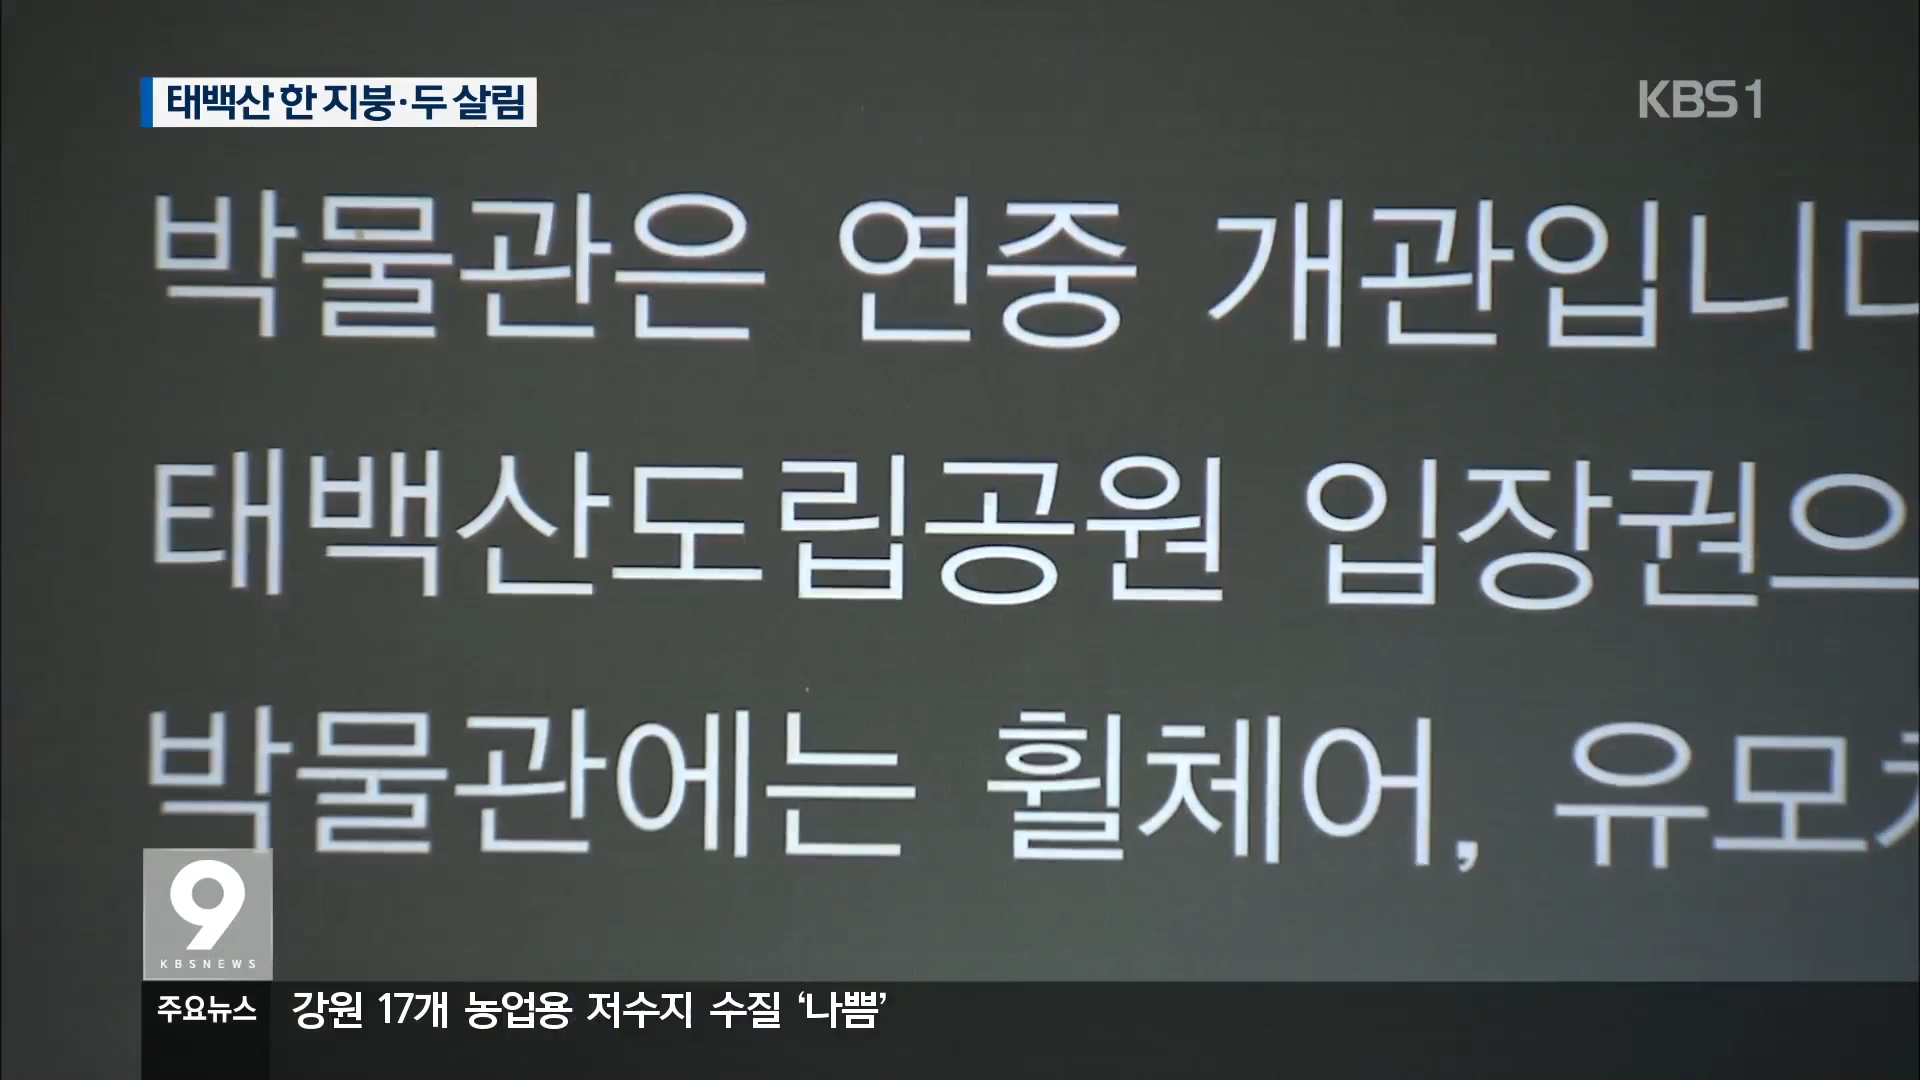 태백산 한 지붕·두 살림
KBS1
박물관은 연중 개관입니다
태백산도립공원 입장권으
박물관에는 휠체어, 유모
9
KBS NEWS
주요뉴스 강원 17개 농업용 저수지 수질 ‘나쁨’